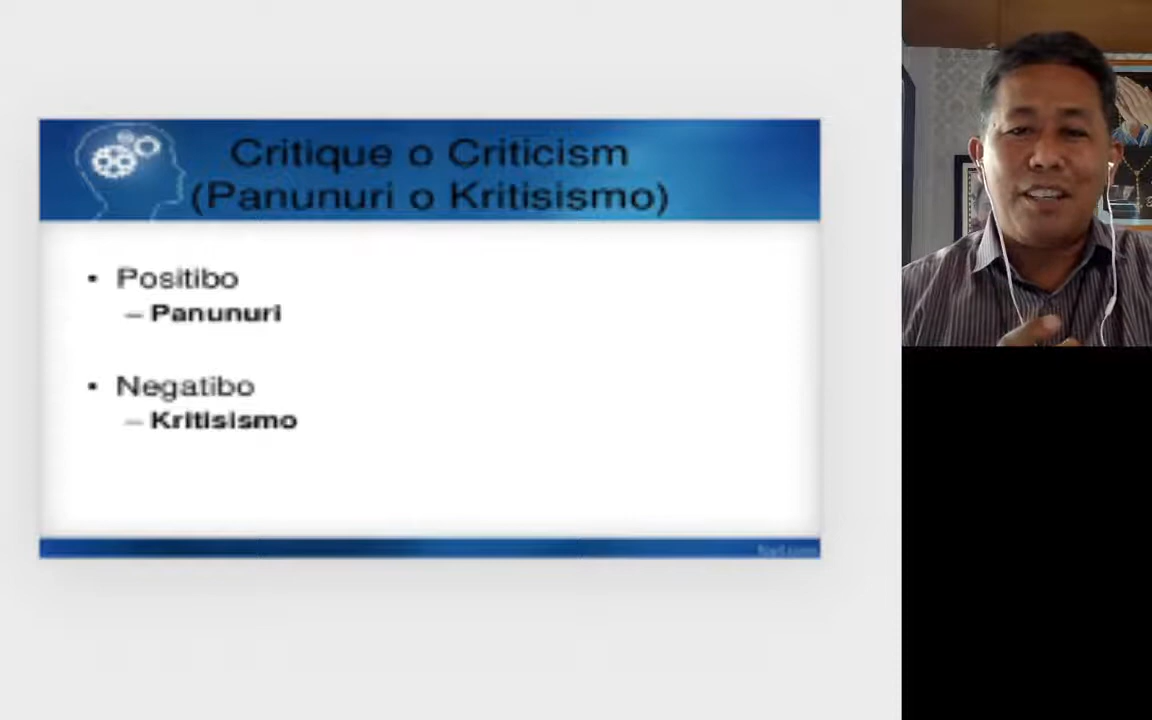 Critique o Criticism
(Panunuri o Kritisismo)
• Positibo
– Panunuri
• Negatibo
– Kritisismo